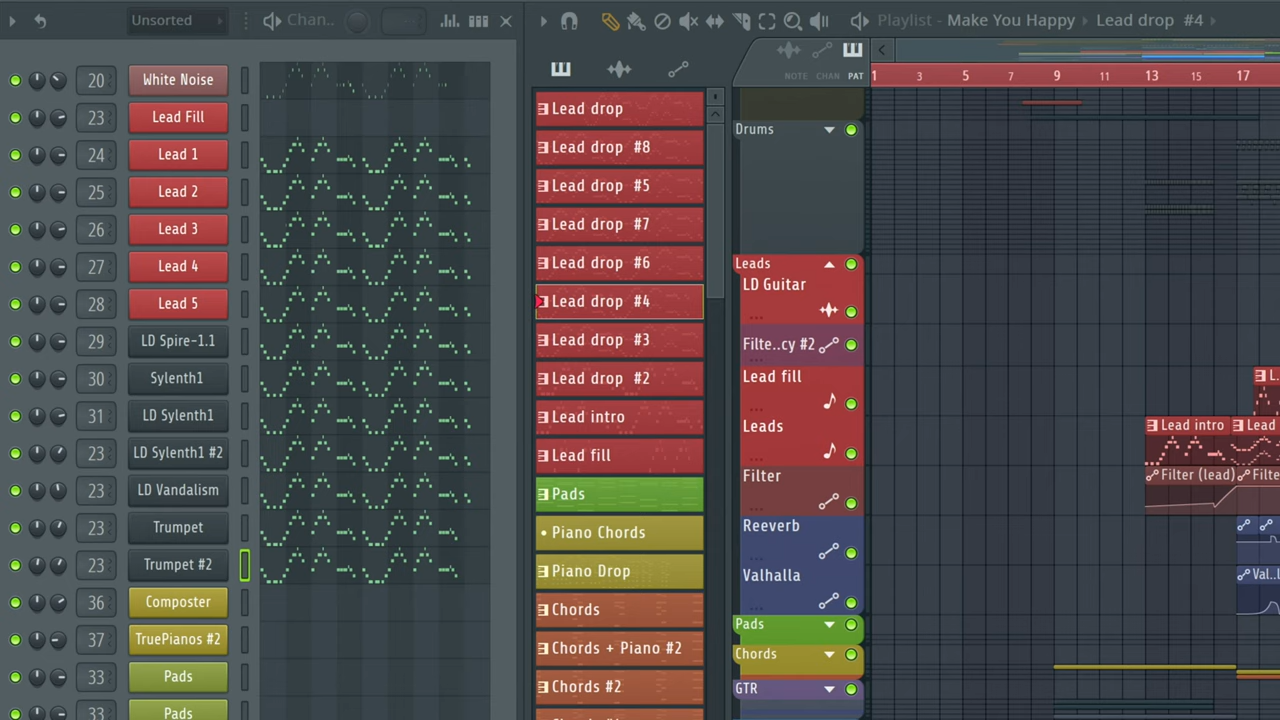 Unsorted
Chan..
Playlist - Make You Happy › Lead drop #4 ›
NOTE CHAN PAT
1 3 5 7 9 11 13 15 17
20 White Noise
23 Lead Fill
24 Lead 1
25 Lead 2
26 Lead 3
27 Lead 4
28 Lead 5
29 LD Spire-1.1
30 Sylenth1
31 LD Sylenth1
23 LD Sylenth1 #2
23 LD Vandalism
23 Trumpet
23 Trumpet #2
36 Composter
37 TruePianos #2
33 Pads
33 Pads
Lead drop
Lead drop #8
Lead drop #5
Lead drop #7
Lead drop #6
Lead drop #4
Lead drop #3
Lead drop #2
Lead intro
Lead fill
Pads
Piano Chords
Piano Drop
Chords
Chords + Piano #2
Chords #2
Drums
Leads
LD Guitar
Filte..cy #2
Lead fill
Leads
Filter
Reeverb
Valhalla
Pads
Chords
GTR
L.
Lead intro
Lead
Filter (lead)
Filte
Val..l